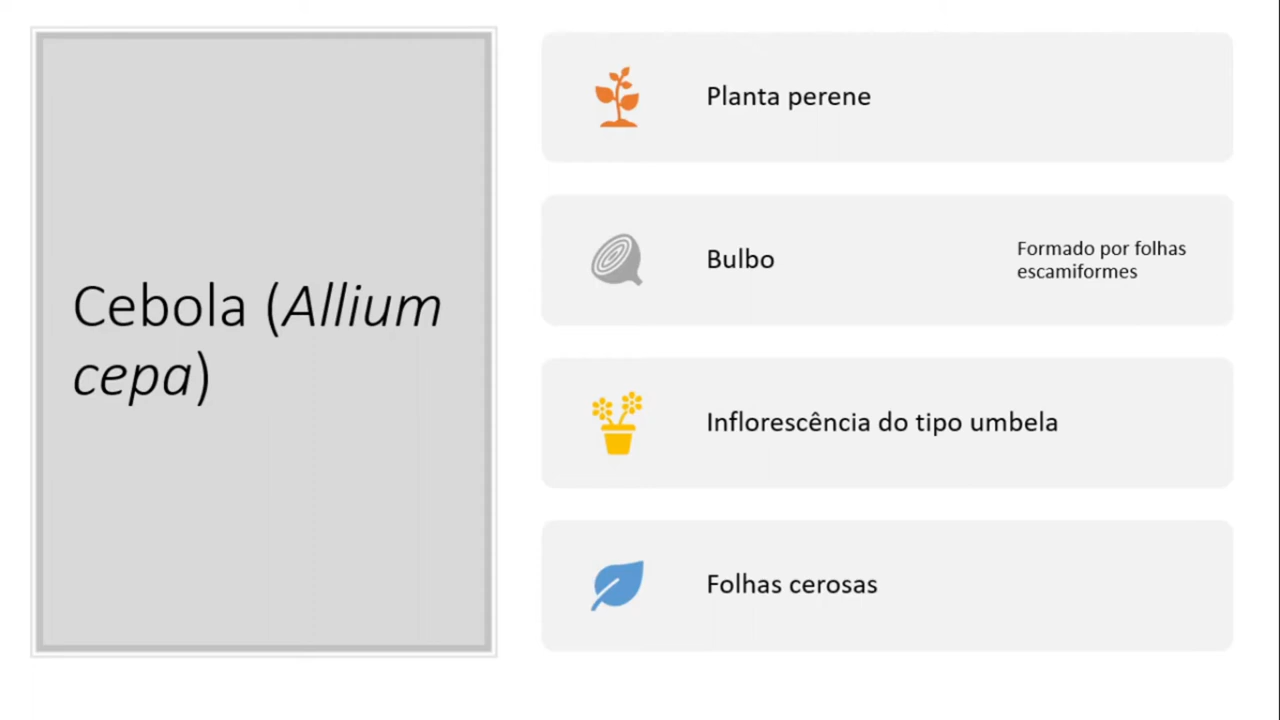 Cebola (Allium
cepa)
Planta perene
Bulbo
Formado por folhas
escamiformes
Inflorescência do tipo umbela
Folhas cerosas